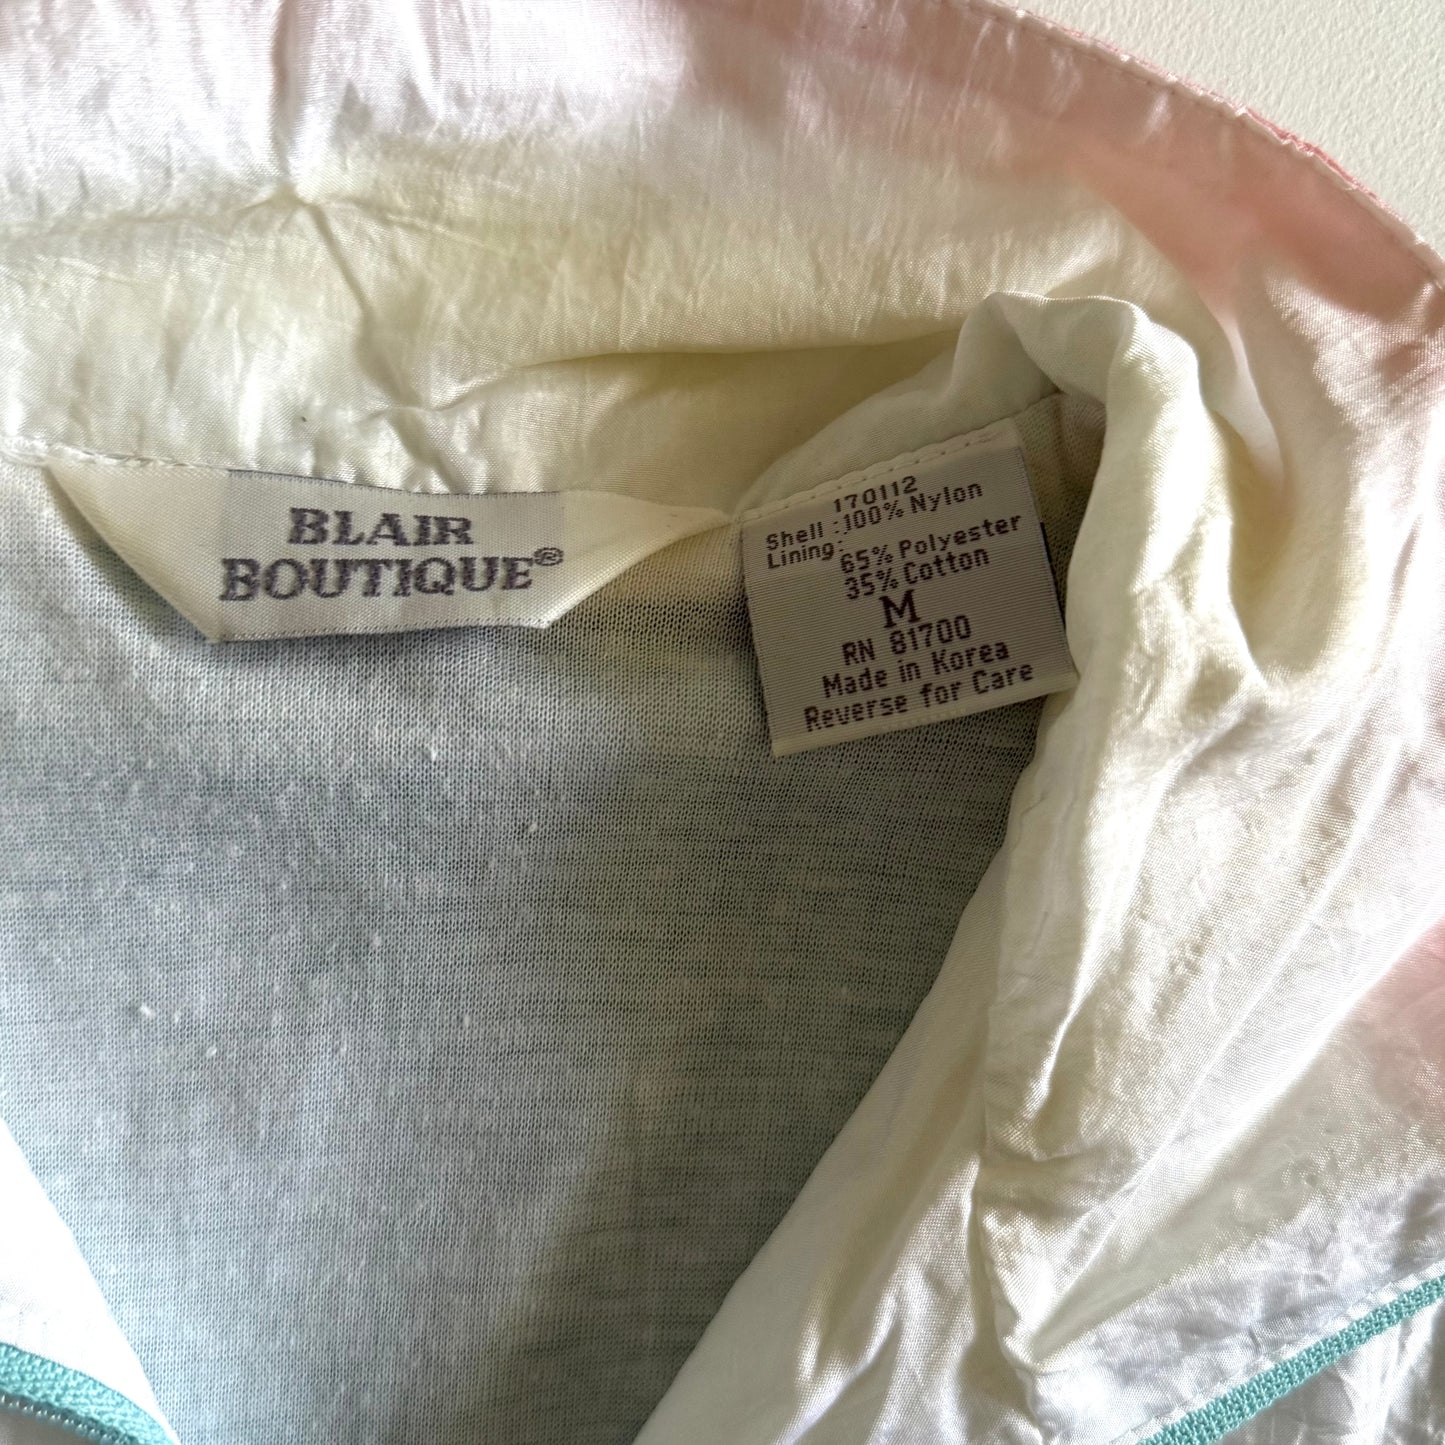 BLAIR
BOUTIQUE®
170112
Shell : 100% Nylon
Lining: 65% Polyester
35% Cotton
M
RN 81700
Made in Korea
Reverse for Care